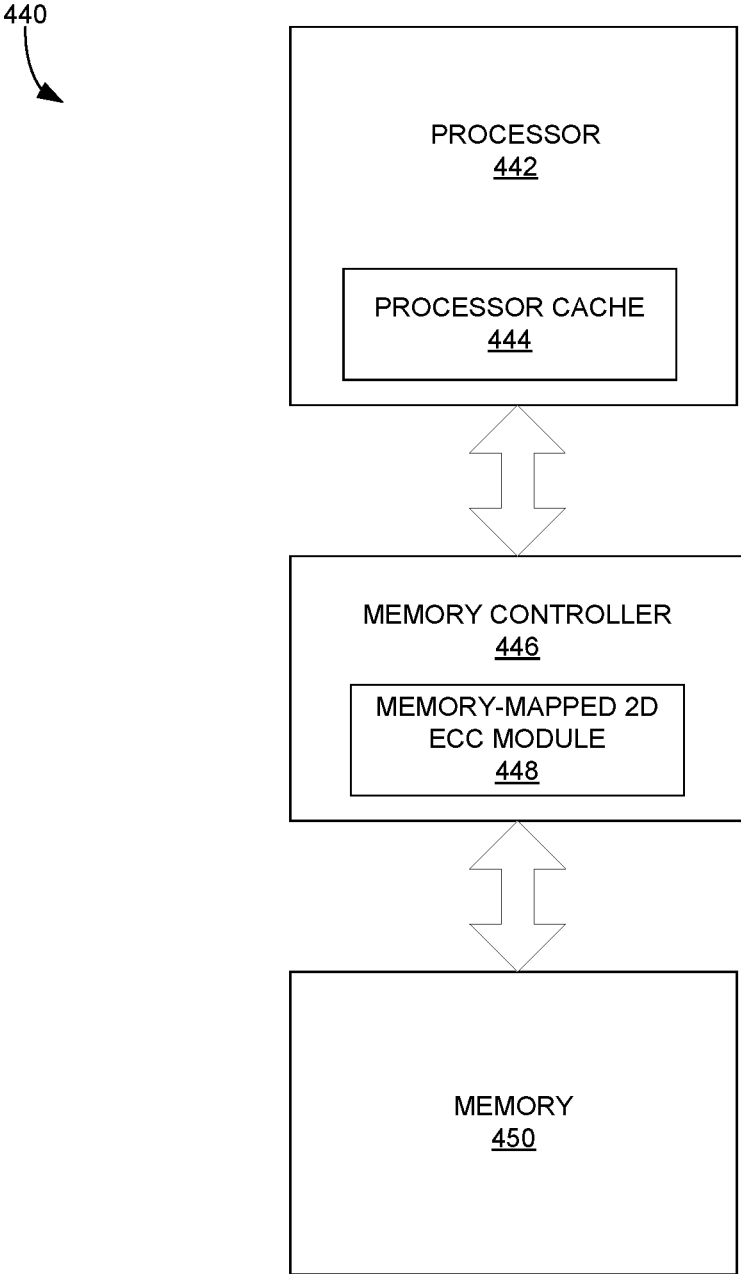 440
PROCESSOR
442
PROCESSOR CACHE
444
MEMORY CONTROLLER
446
MEMORY-MAPPED 2D
ECC MODULE
448
MEMORY
450